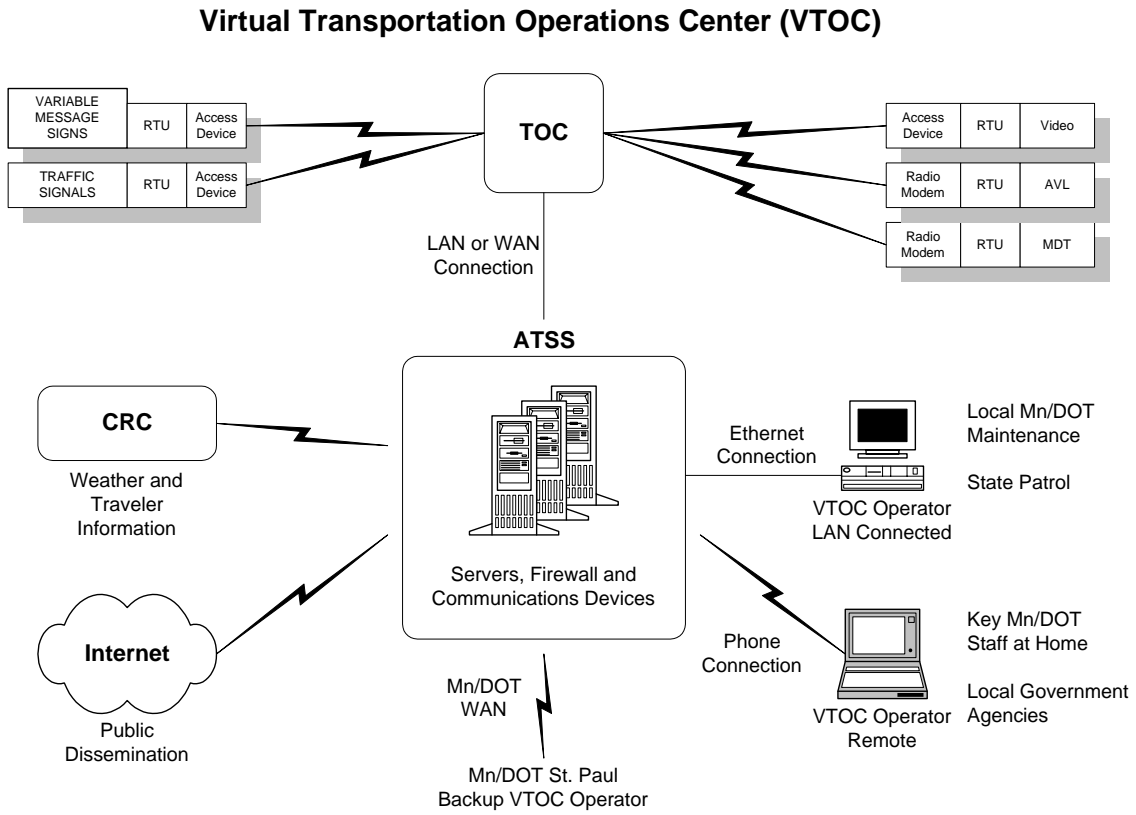 Virtual Transportation Operations Center (VTOC)
VARIABLE
MESSAGE
SIGNS
RTU
Access
Device
TRAFFIC
SIGNALS
RTU
Access
Device
TOC
Access
Device
RTU
Video
Radio
Modem
RTU
AVL
Radio
Modem
RTU
MDT
LAN or WAN
Connection
ATSS
Servers, Firewall and
Communications Devices
CRC
Weather and
Traveler
Information
Internet
Public
Dissemination
Ethernet
Connection
VTOC Operator
LAN Connected
Local Mn/DOT
Maintenance
State Patrol
Phone
Connection
VTOC Operator
Remote
Key Mn/DOT
Staff at Home
Local Government
Agencies
Mn/DOT
WAN
Mn/DOT St. Paul
Backup VTOC Operator